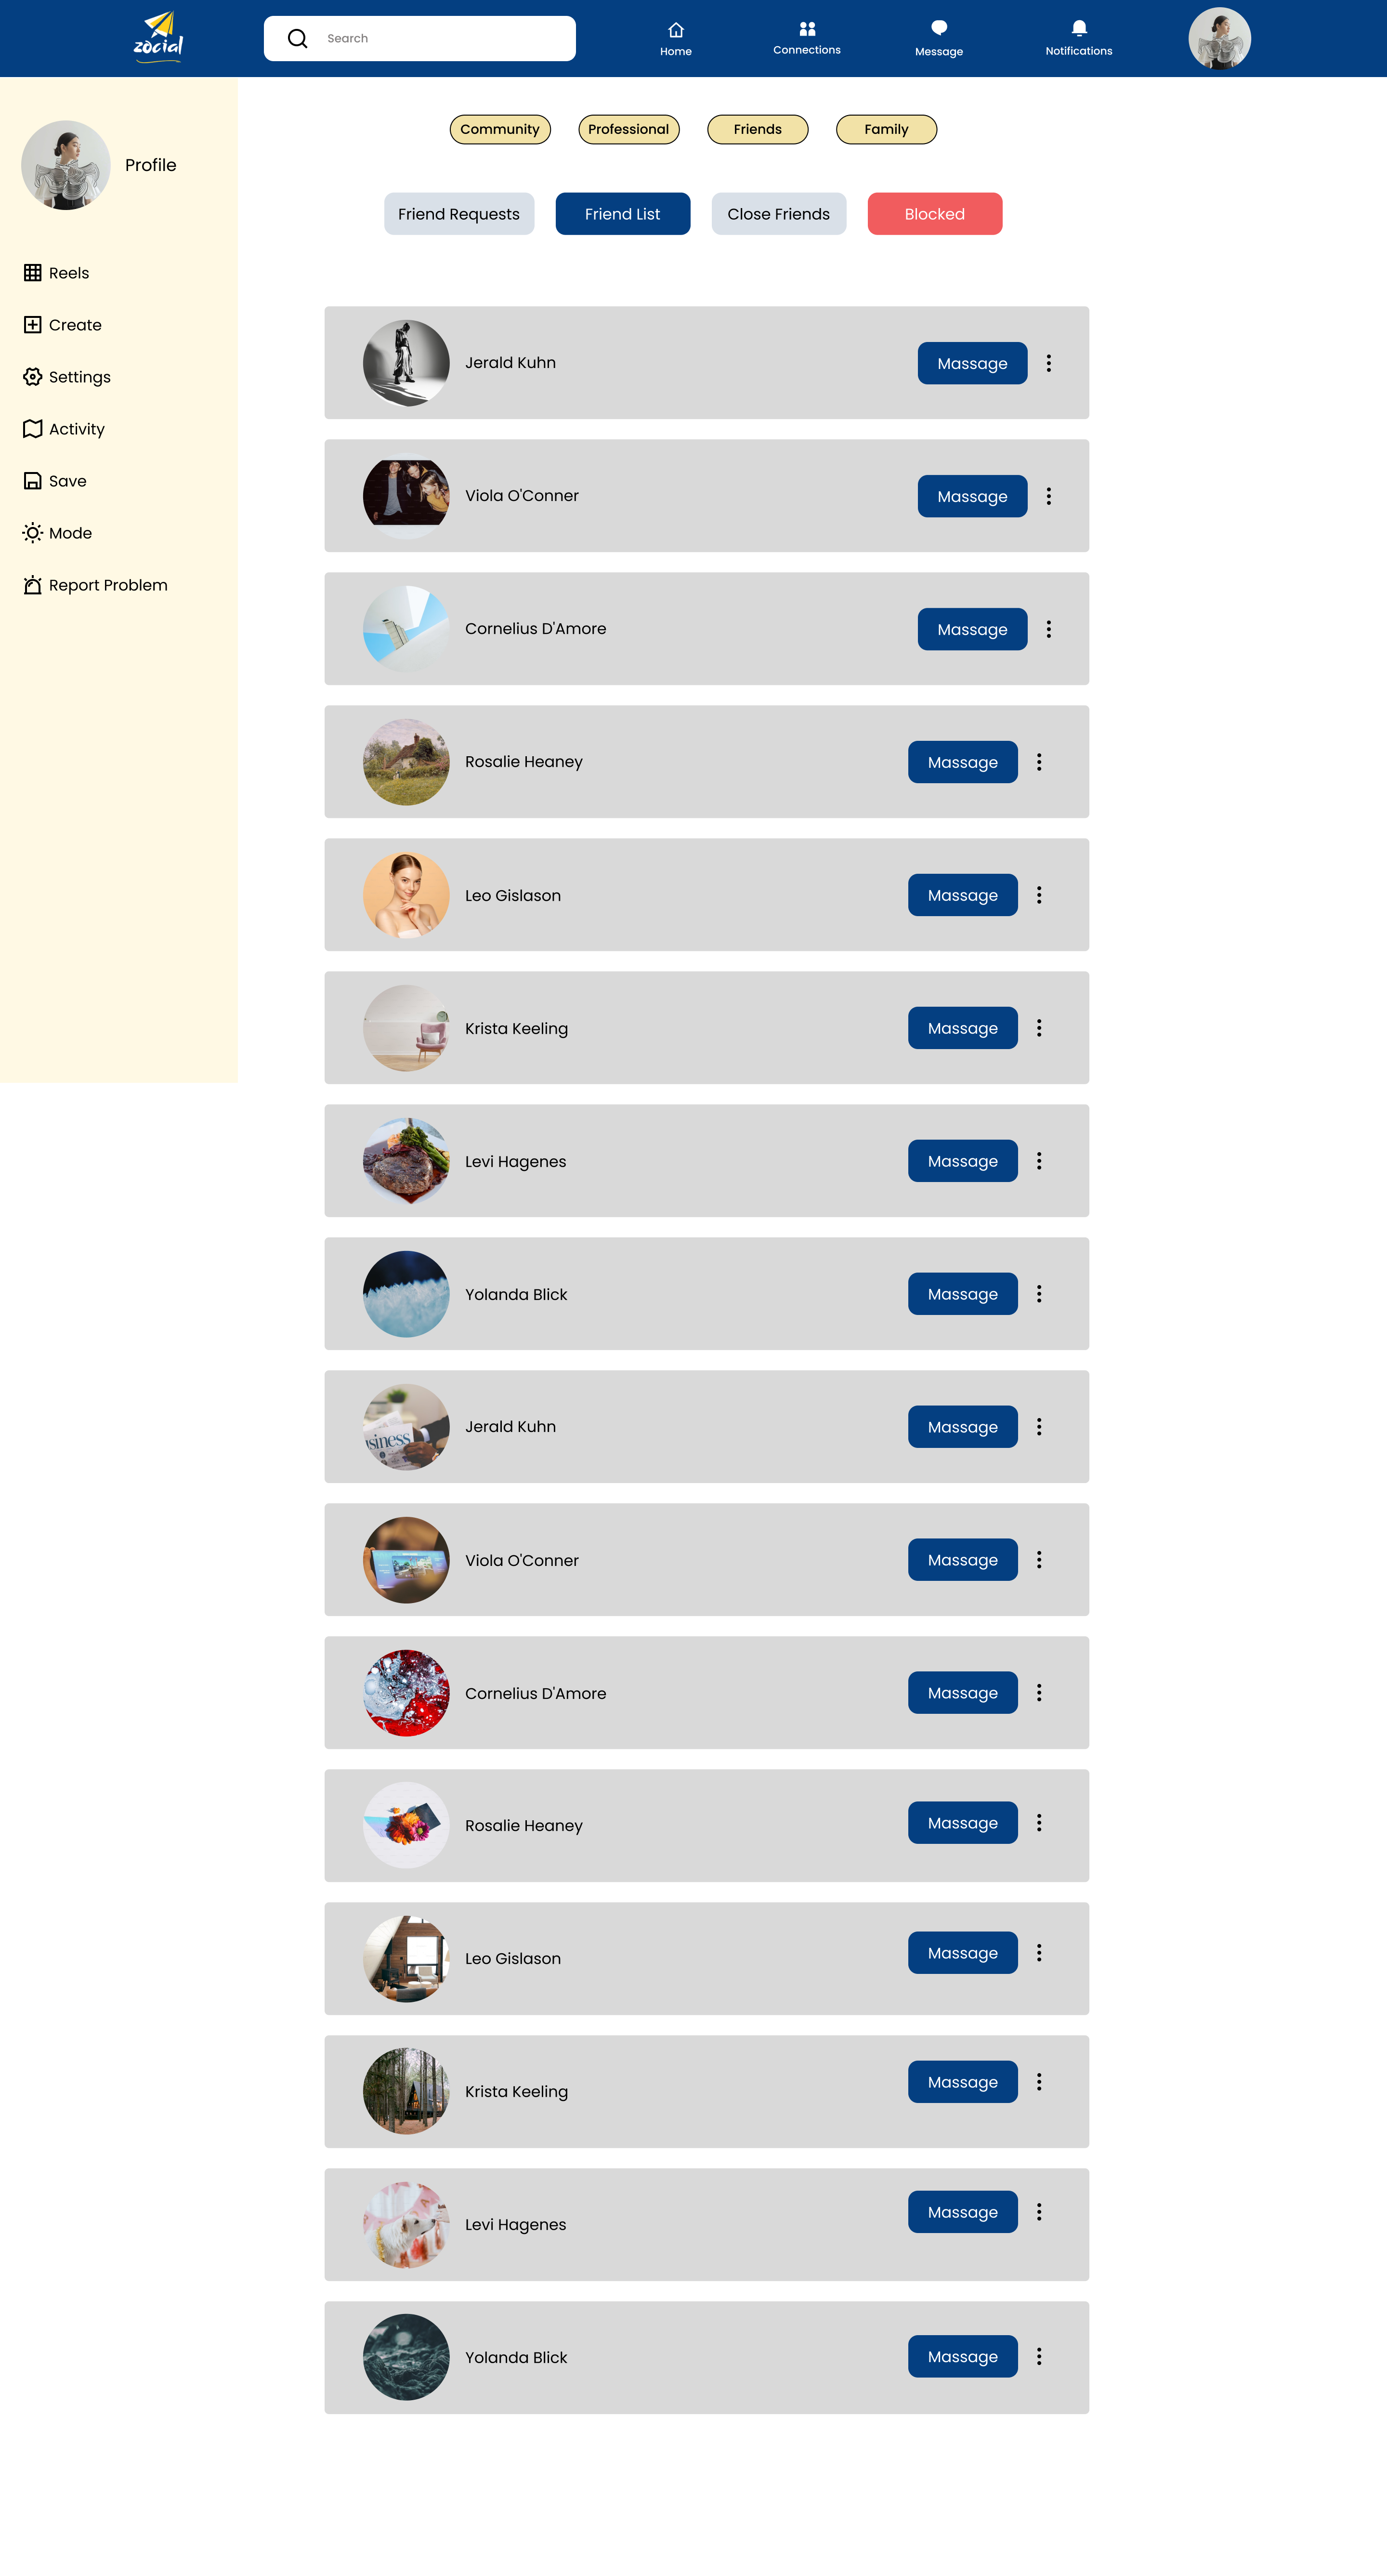 zocial
Search
Home
Connections
Message
Notifications
Profile
Reels
Create
Settings
Activity
Save
Mode
Report Problem
Community
Professional
Friends
Family
Friend Requests
Friend List
Close Friends
Blocked
Jerald Kuhn
Massage
Viola O'Conner
Massage
Cornelius D'Amore
Massage
Rosalie Heaney
Massage
Leo Gislason
Massage
Krista Keeling
Massage
Levi Hagenes
Massage
Yolanda Blick
Massage
Jerald Kuhn
Massage
siness
Viola O'Conner
Massage
Cornelius D'Amore
Massage
Rosalie Heaney
Massage
Leo Gislason
Massage
Krista Keeling
Massage
Levi Hagenes
Massage
Yolanda Blick
Massage